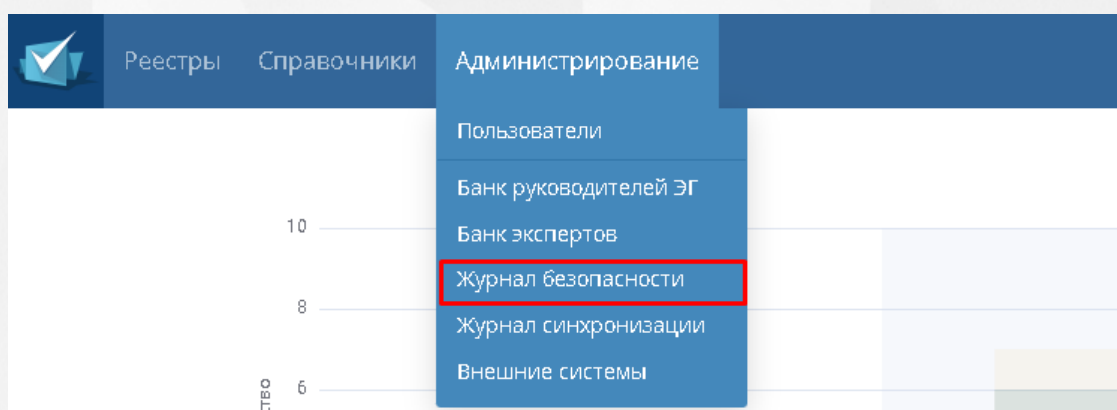 Реестры Справочники Администрирование
Пользователи
Банк руководителей ЭГ
10
Банк экспертов
Журнал безопасности
8
Журнал синхронизации
Внешние системы
6